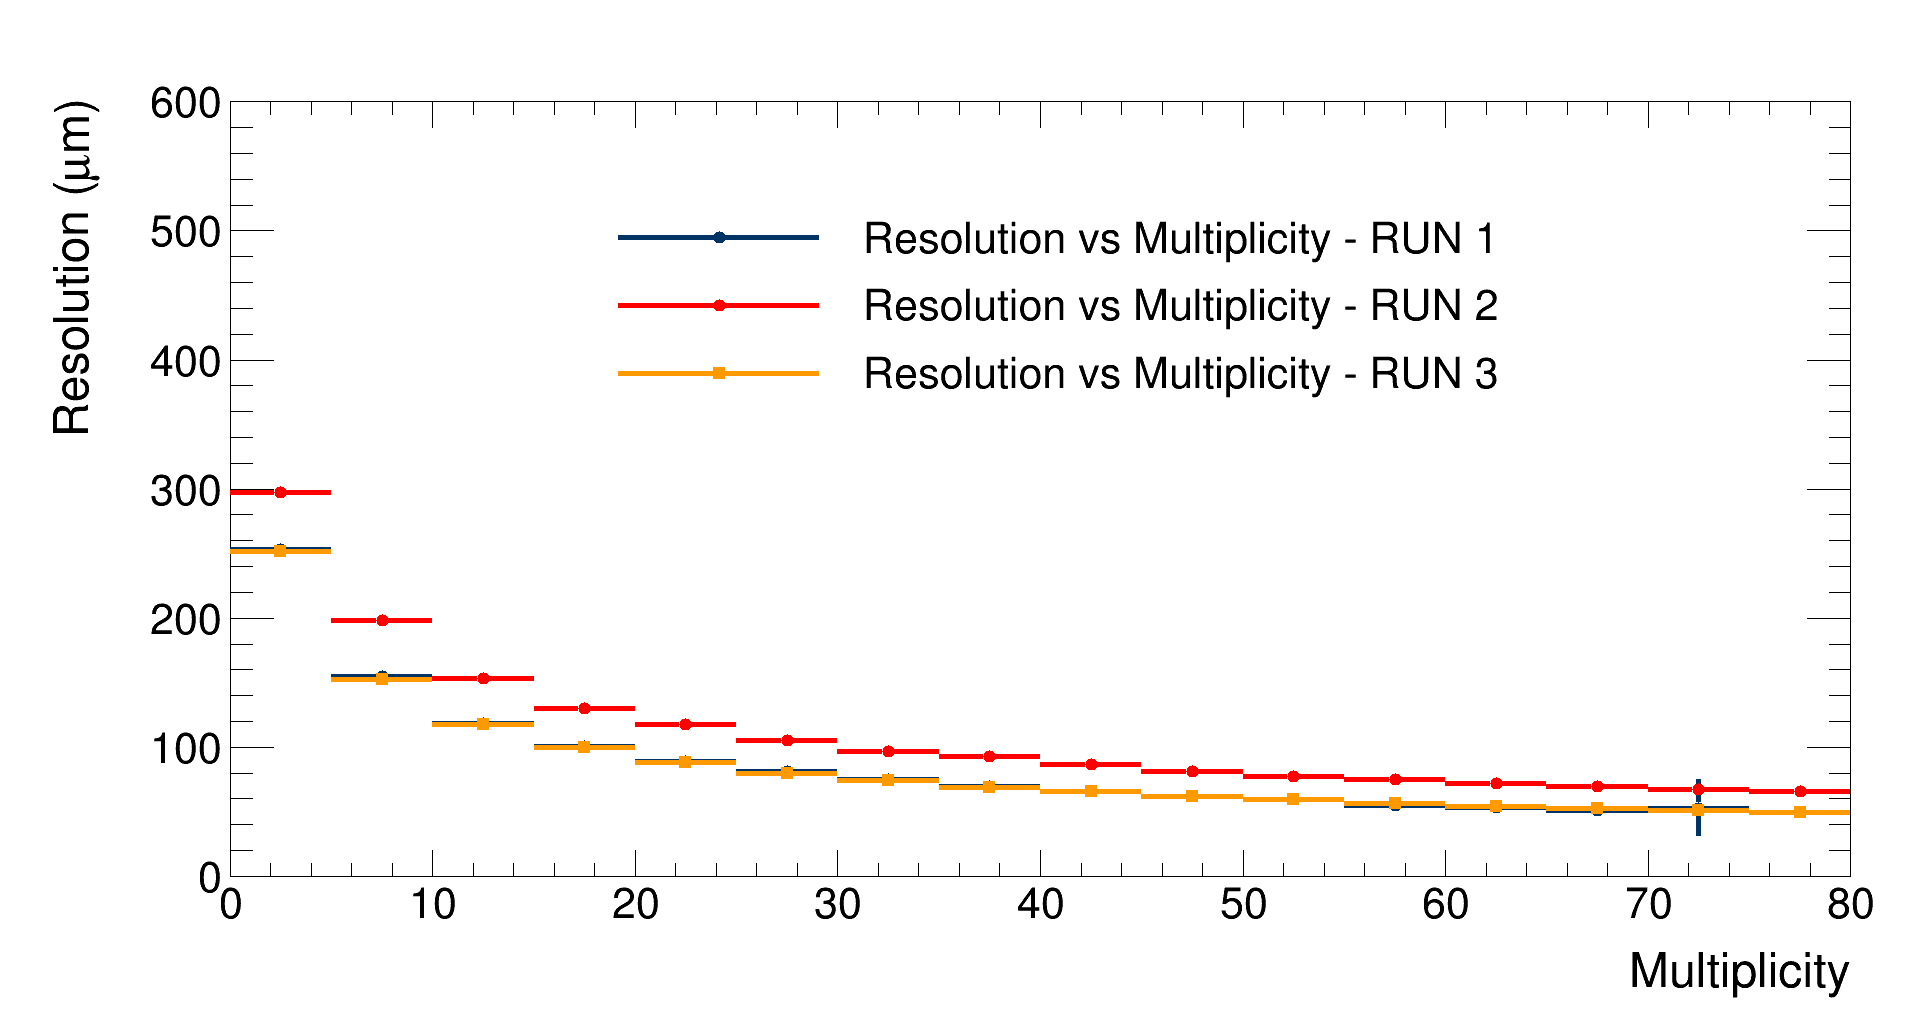 Resolution (μm)
600
500
400
300
200
100
0
Resolution vs Multiplicity - RUN 1
Resolution vs Multiplicity - RUN 2
Resolution vs Multiplicity - RUN 3
0 10 20 30 40 50 60 70 80
Multiplicity